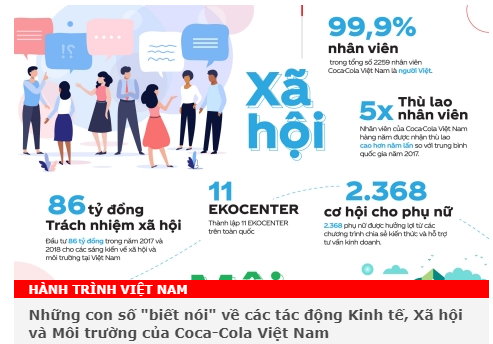 !?
99,9%
nhân viên
trong tổng số 2259 nhân viên
Coca-Cola Việt Nam là người Việt.
Xã
hội
5x Thù lao
nhân viên
Nhân viên của Coca-Cola Việt Nam
hàng năm được nhận thù lao
cao hơn năm lần so với trung bình
quốc gia năm 2017.
86 tỷ đồng
Trách nhiệm xã hội
Đầu tư 86 tỷ đồng trong năm 2017 và
2018 cho các sáng kiến về xã hội và
môi trường tại Việt Nam
11
EKOCENTER
Thành lập 11 EKOCENTER
trên toàn quốc
2.368
cơ hội cho phụ nữ
2.368 phụ nữ được hưởng lợi từ các
chương trình chia sẻ kiến thức và hỗ trợ
tư vấn kinh doanh.
HÀNH TRÌNH VIỆT NAM
Những con số "biết nói" về các tác động Kinh tế, Xã hội
và Môi trường của Coca-Cola Việt Nam